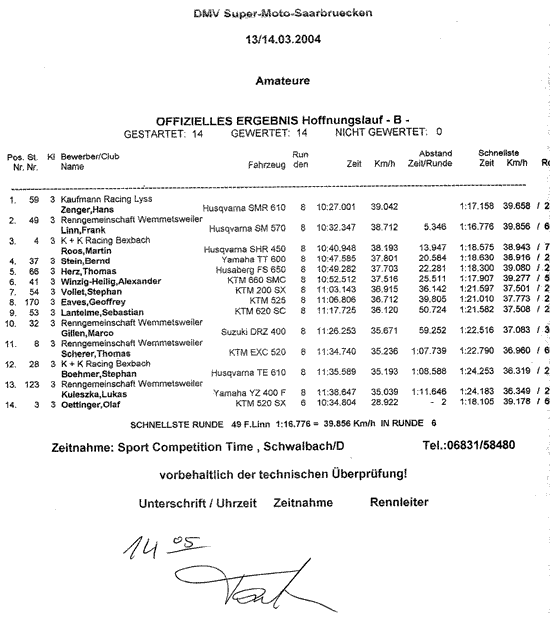 DMV Super-Moto-Saarbruecken
13/14.03.2004
Amateure
OFFIZIELLES ERGEBNIS Hoffnungslauf - B -
GESTARTET: 14 GEWERTET: 14 NICHT GEWERTET: 0
Pos. St. Kl Bewerber/Club Run Abstand Schnellste
Nr. Nr. Name Fahrzeug den Zeit Km/h Zeit/Runde Zeit Km/h
1. 59 3 Kaufmann Racing Lyss
Zenger,Hans Husqvarna SMR 610 8 10:27.001 39.042 1:17.158 39.658 / 2
2. 49 3 Renngemeinschaft Wemmetsweiler
Linn,Frank Husqvarna SM 570 8 10:32.347 38.712 5.346 1:16.776 39.856 / 6
3. 4 3 K + K Racing Bexbach
Roos,Martin Husqvarna SHR 450 8 10:40.948 38.193 13.947 1:18.575 38.943 / 7
4. 37 3 Stein,Bernd Yamaha TT 600 8 10:47.585 37.801 20.584 1:18.630 38.916 / 2
5. 66 3 Herz,Thomas Husaberg FS 650 8 10:49.282 37.703 22.281 1:18.300 39.080 / 2
6. 41 3 Winzig-Heilig,Alexander KTM 660 SMC 8 10:52.512 37.516 25.511 1:17.907 39.277 / 5
7. 54 3 Vollet,Stephan KTM 200 SX 8 11:03.143 36.915 36.142 1:21.597 37.501 / 2
8. 170 3 Eaves,Geoffrey KTM 525 8 11:06.806 36.712 39.805 1:21.010 37.773 / 2
9. 53 3 Lantelme,Sebastian KTM 620 SC 8 11:17.725 36.120 50.724 1:21.582 37.508 / 2
10. 32 3 Renngemeinschaft Wemmetsweiler
Gillen,Marco Suzuki DRZ 400 8 11:26.253 35.671 59.252 1:22.516 37.083 / 3
11. 8 3 Renngemeinschaft Wemmetsweiler
Scherer,Thomas KTM EXC 520 8 11:34.740 35.236 1:07.739 1:22.790 36.960 / 6
12. 28 3 K + K Racing Bexbach
Boehmer,Stephan Husqvarna TE 610 8 11:35.589 35.193 1:08.588 1:24.253 36.319 / 2
13. 123 3 Renngemeinschaft Wemmetsweiler
Kuleszka,Lukas Yamaha YZ 400 F 8 11:38.647 35.039 1:11.646 1:24.183 36.349 / 2
14. 3 3 Oettinger,Olaf KTM 520 SX 6 10:34.804 28.922 - 2 1:18.105 39.178 / 6
SCHNELLSTE RUNDE 49 F.Linn 1:16.776 = 39.856 Km/h IN RUNDE 6
Zeitnahme: Sport Competition Time , Schwalbach/D Tel.:06831/58480
vorbehaltlich der technischen Überprüfung!
Unterschrift / Uhrzeit Zeitnahme Rennleiter
14 05